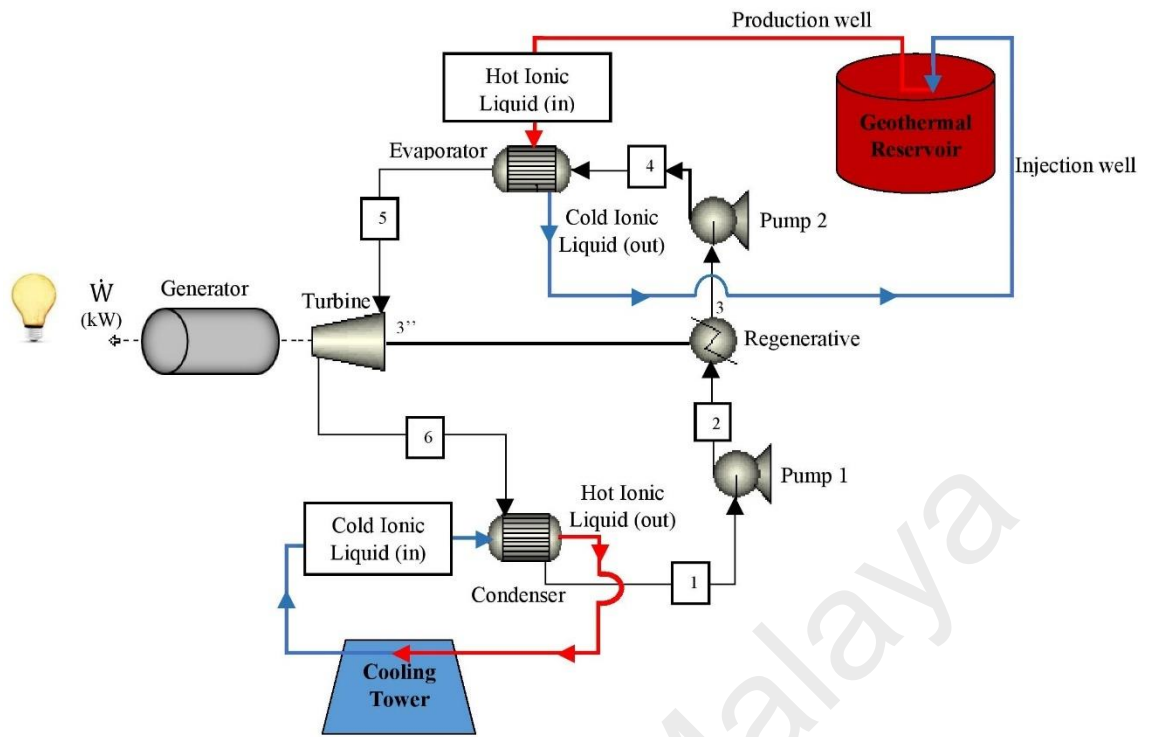 Production well
Hot Ionic
Liquid (in)
Geothermal
Reservoir
Evaporator
4
Injection well
5
Cold Ionic
Liquid (out)
Pump 2
Ẇ
(kW)
Generator
Turbine
3’’
3
Regenerative
2
6
Pump 1
Hot Ionic
Liquid (out)
Cold Ionic
Liquid (in)
1
Condenser
Cooling
Tower
Malaya